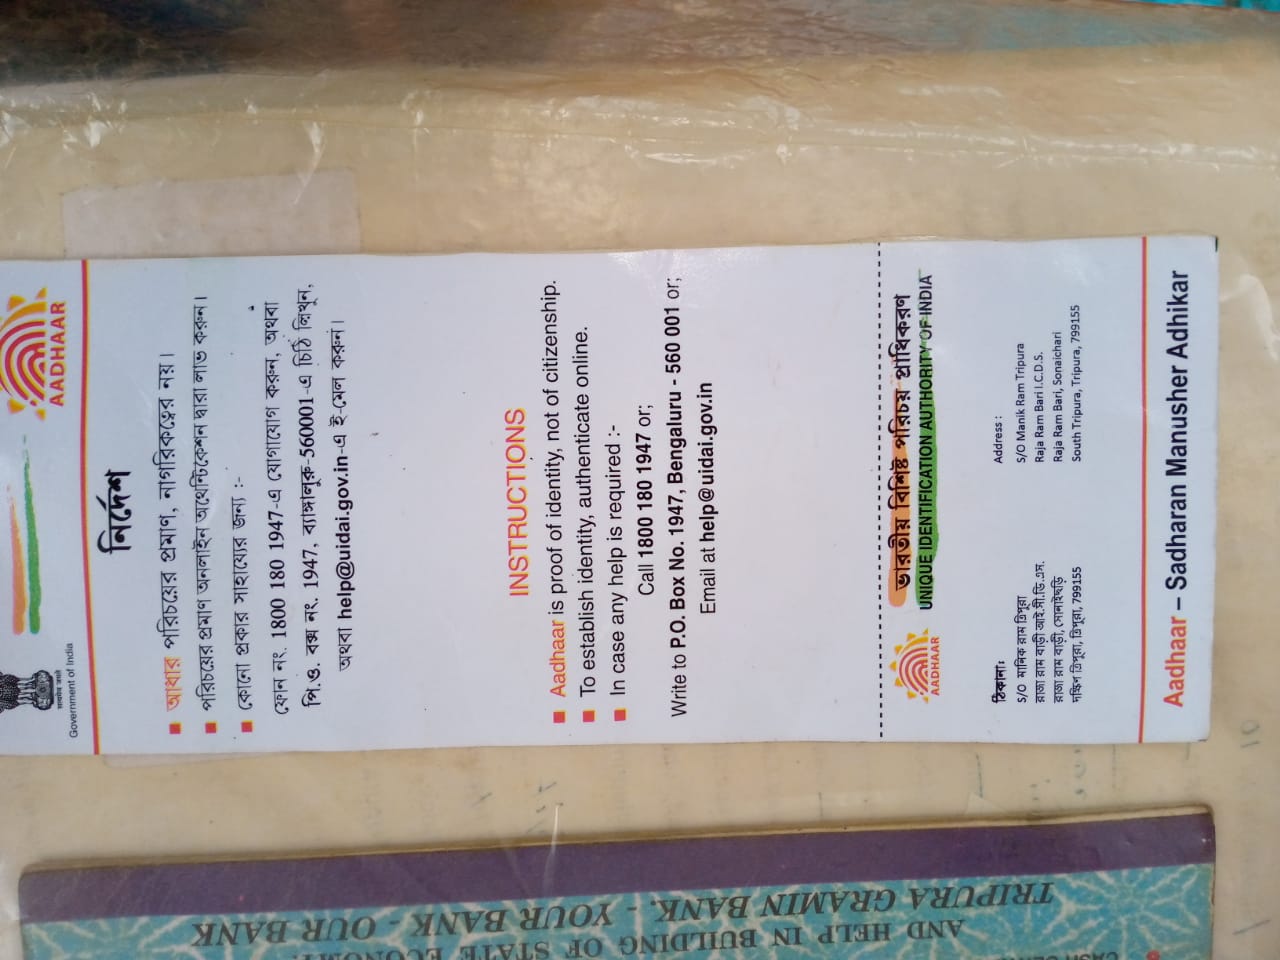 AADHAAR
Government of India
নির্দেশ
আধার পরিচয়ের প্রমাণ, নাগরিকত্বের নয়।
পরিচয়ের প্রমাণ অনলাইন অথেন্টিকেশন দ্বারা লাভ করুন।
কোনো প্রকার সাহায্যের জন্য :-
ফোন নং. 1800 180 1947-এ যোগাযোগ করুন, অথবা
পি.ও. বক্স নং. 1947, ব্যাঙ্গালুরু-560001-এ চিঠি লিখুন,
অথবা help@uidai.gov.in-এ ই-মেল করুন।
INSTRUCTIONS
Aadhaar is proof of identity, not of citizenship.
To establish identity, authenticate online.
In case any help is required :-
Call 1800 180 1947 or;
Write to P.O. Box No. 1947, Bengaluru - 560 001 or;
Email at help@uidai.gov.in
ভারতীয় বিশিষ্ট পরিচয় প্রাধিকরণ
UNIQUE IDENTIFICATION AUTHORITY OF INDIA
AADHAAR
ঠিকানা:
S/O মানিক রাম ত্রিপুরা
রাজা রাম বাড়ী আই.সী.ডি.এস.
রাজা রাম বাড়ী, সোনাইছড়ি
দক্ষিণ ত্রিপুরা, ত্রিপুরা, 799155
Address :
S/O Manik Ram Tripura
Raja Ram Bari I.C.D.S.
Raja Ram Bari, Sonaichari
South Tripura, Tripura, 799155
Aadhaar – Sadharan Manusher Adhikar
TRIPURA GRAMIN BANK - YOUR BANK - OUR BANK
AND HELP IN BUILDING OF STATE ECONOMY.